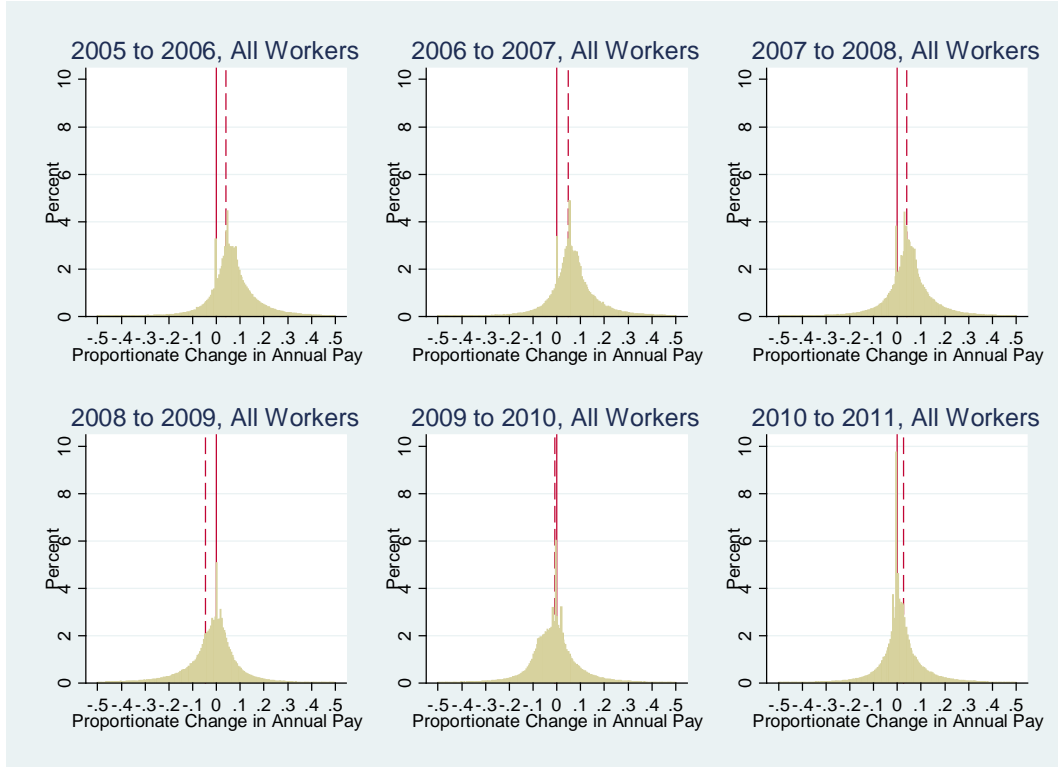 2005 to 2006, All Workers
Percent
0 2 4 6 8 10
-.5 -.4 -.3 -.2 -.1 0 .1 .2 .3 .4 .5
Proportionate Change in Annual Pay
2006 to 2007, All Workers
Percent
0 2 4 6 8 10
-.5 -.4 -.3 -.2 -.1 0 .1 .2 .3 .4 .5
Proportionate Change in Annual Pay
2007 to 2008, All Workers
Percent
0 2 4 6 8 10
-.5 -.4 -.3 -.2 -.1 0 .1 .2 .3 .4 .5
Proportionate Change in Annual Pay
2008 to 2009, All Workers
Percent
0 2 4 6 8 10
-.5 -.4 -.3 -.2 -.1 0 .1 .2 .3 .4 .5
Proportionate Change in Annual Pay
2009 to 2010, All Workers
Percent
0 2 4 6 8 10
-.5 -.4 -.3 -.2 -.1 0 .1 .2 .3 .4 .5
Proportionate Change in Annual Pay
2010 to 2011, All Workers
Percent
0 2 4 6 8 10
-.5 -.4 -.3 -.2 -.1 0 .1 .2 .3 .4 .5
Proportionate Change in Annual Pay